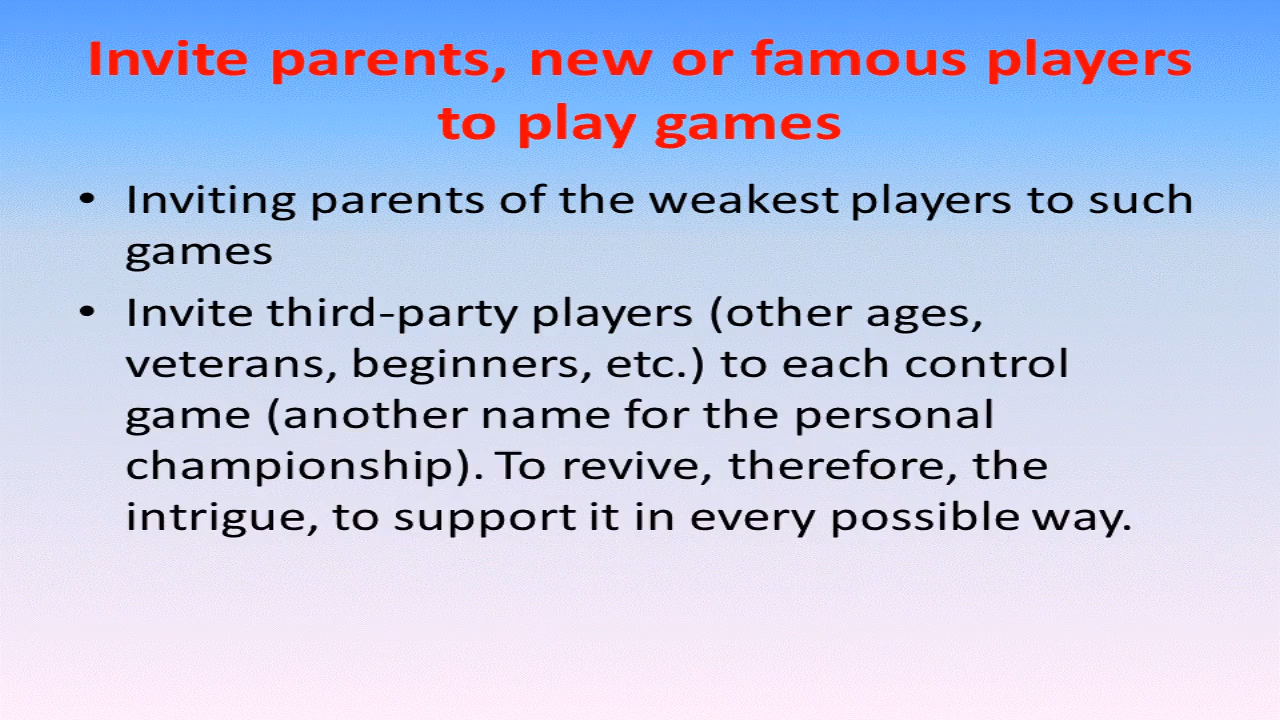 Invite parents, new or famous players
to play games
• Inviting parents of the weakest players to such
games
• Invite third-party players (other ages,
veterans, beginners, etc.) to each control
game (another name for the personal
championship). To revive, therefore, the
intrigue, to support it in every possible way.